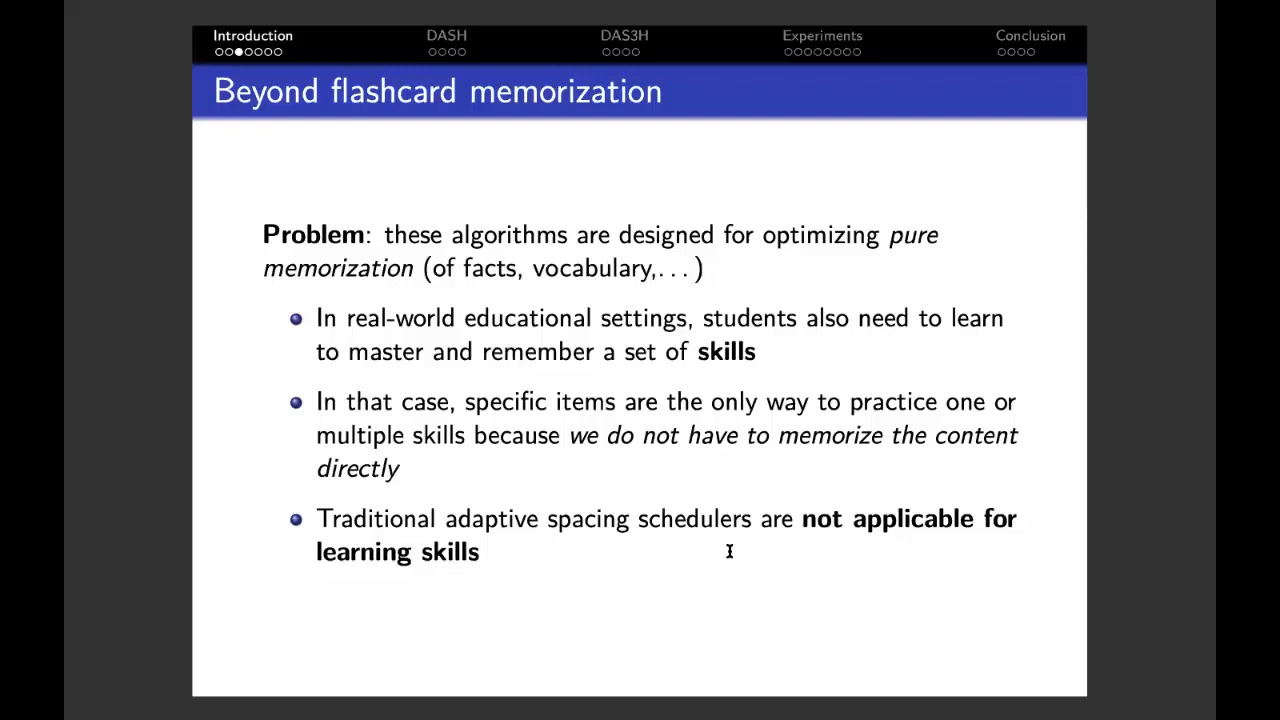 Introduction DASH DAS3H Experiments Conclusion
Beyond flashcard memorization
Problem: these algorithms are designed for optimizing pure
memorization (of facts, vocabulary,. . . )
In real-world educational settings, students also need to learn
to master and remember a set of skills
In that case, specific items are the only way to practice one or
multiple skills because we do not have to memorize the content
directly
Traditional adaptive spacing schedulers are not applicable for
learning skills